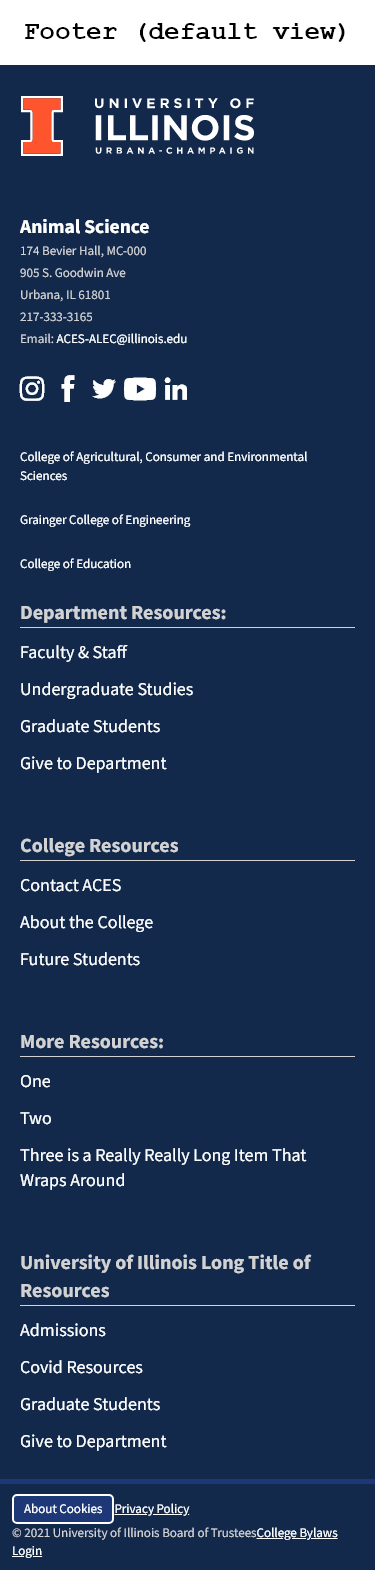 Footer (default view)
UNIVERSITY OF
ILLINOIS
URBANA-CHAMPAIGN
Animal Science
174 Bevier Hall, MC-000
905 S. Goodwin Ave
Urbana, IL 61801
217-333-3165
Email: ACES-ALEC@illinois.edu
College of Agricultural, Consumer and Environmental
Sciences
Grainger College of Engineering
College of Education
Department Resources:
Faculty & Staff
Undergraduate Studies
Graduate Students
Give to Department
College Resources
Contact ACES
About the College
Future Students
More Resources:
One
Two
Three is a Really Really Long Item That
Wraps Around
University of Illinois Long Title of
Resources
Admissions
Covid Resources
Graduate Students
Give to Department
About Cookies Privacy Policy
© 2021 University of Illinois Board of TrusteesCollege Bylaws
Login